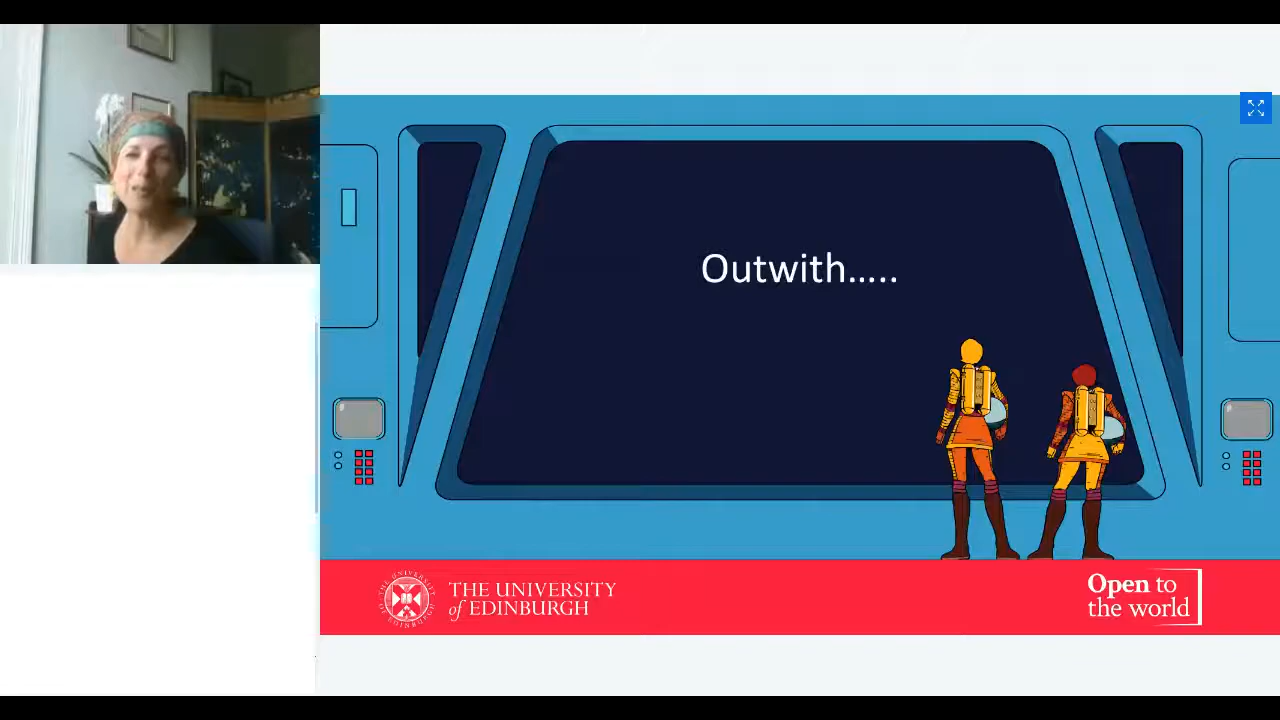 Outwith.....
THE UNIVERSITY
of EDINBURGH
Open to
the world